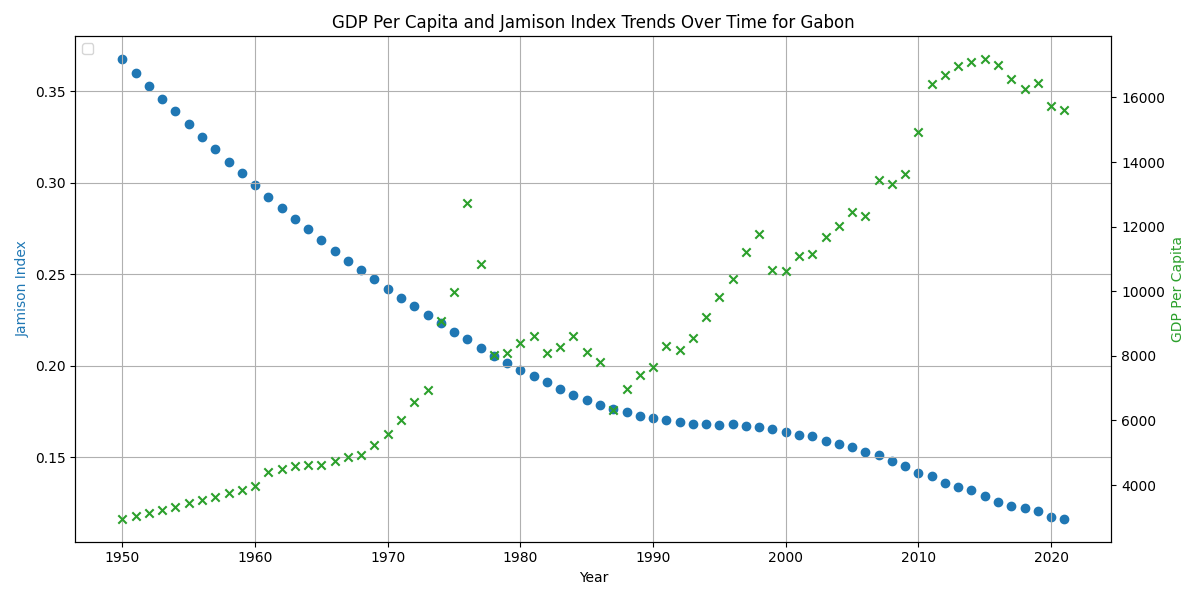 GDP Per Capita and Jamison Index Trends Over Time for Gabon
Jamison Index
0.35
0.30
0.25
0.20
0.15
16000
14000
12000
10000
8000
6000
4000
GDP Per Capita
1950 1960 1970 1980 1990 2000 2010 2020
Year